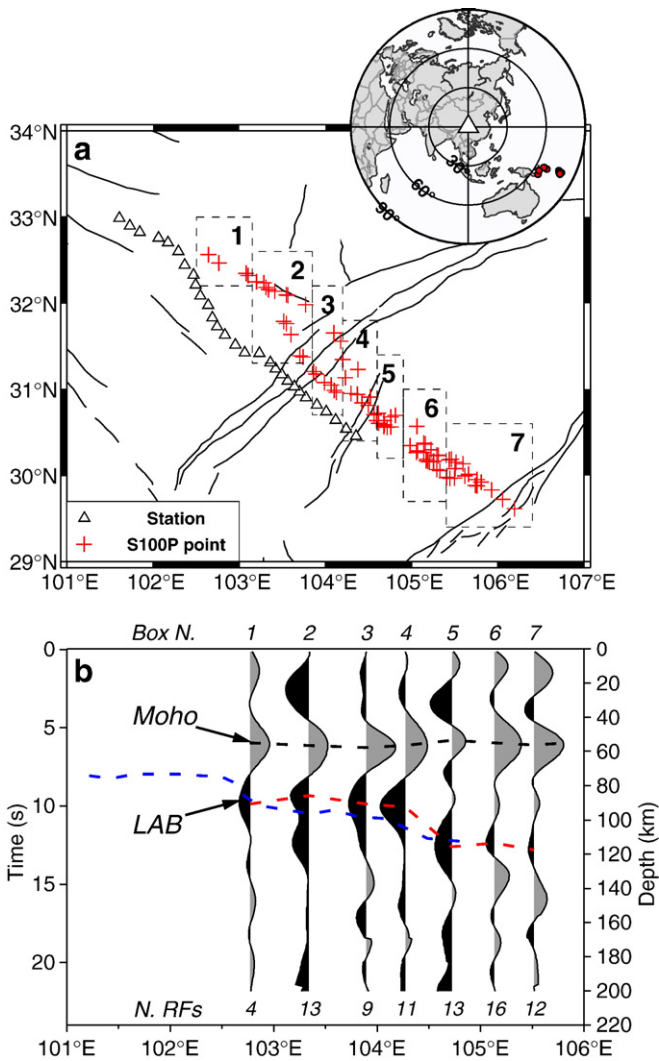 30°
60°
90°
34°N
33°N
32°N
31°N
30°N
29°N
a
1
2
3
4
5
6
7
Station
S100P point
101°E 102°E 103°E 104°E 105°E 106°E 107°E
Box N. 1 2 3 4 5 6 7
b
Moho
LAB
Time (s)
0
5
10
15
20
Depth (km)
0
20
40
60
80
100
120
140
160
180
200
220
N. RFs 4 13 9 11 13 16 12
101°E 102°E 103°E 104°E 105°E 106°E